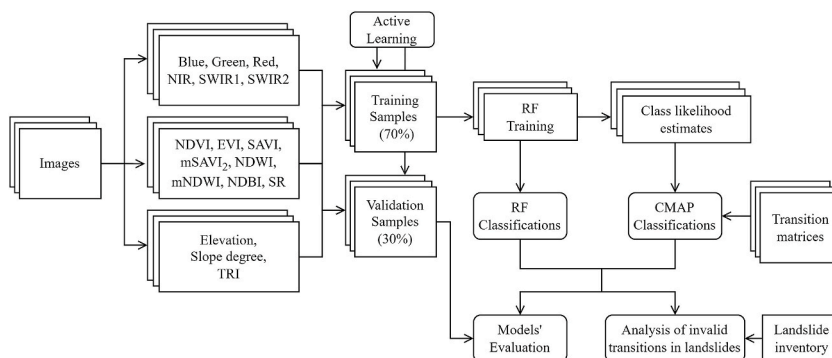 Images
Blue, Green, Red,
NIR, SWIR1, SWIR2
NDVI, EVI, SAVI,
mSAVI₂, NDWI,
mNDWI, NDBI, SR
Elevation,
Slope degree,
TRI
Active
Learning
Training
Samples
(70%)
Validation
Samples
(30%)
RF
Training
Class likelihood
estimates
RF
Classifications
CMAP
Classifications
Transition
matrices
Models'
Evaluation
Analysis of invalid
transitions in landslides
Landslide
inventory